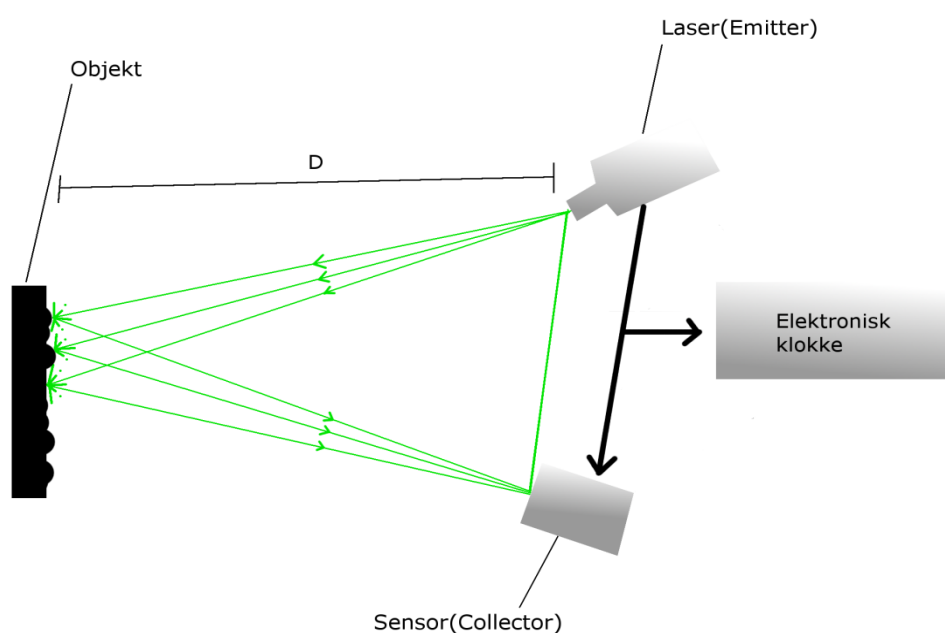 Laser(Emitter)
Objekt
D
Elektronisk
klokke
Sensor(Collector)